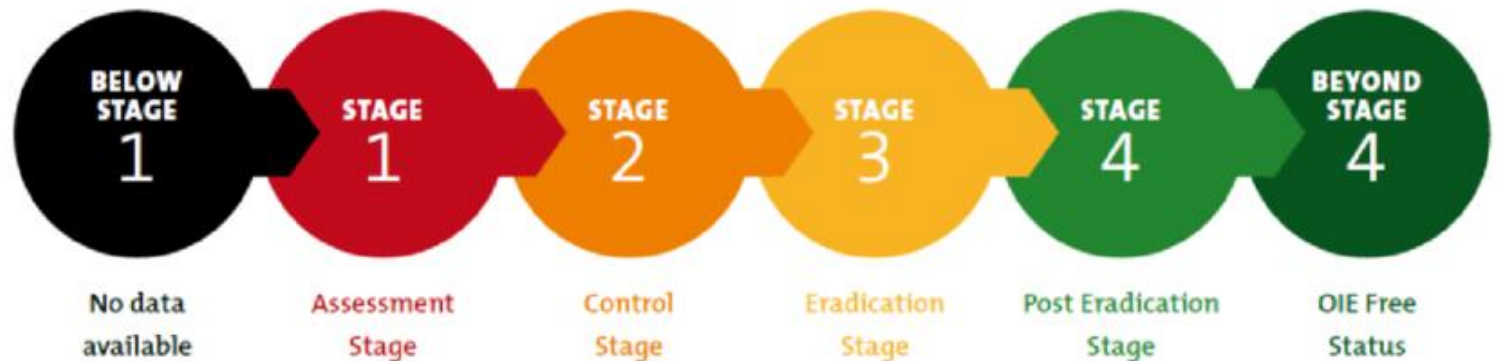 BELOW
STAGE
1
STAGE
1
STAGE
2
STAGE
3
STAGE
4
BEYOND
STAGE
4
No data
available
Assessment
Stage
Control
Stage
Eradication
Stage
Post Eradication
Stage
OIE Free
Status